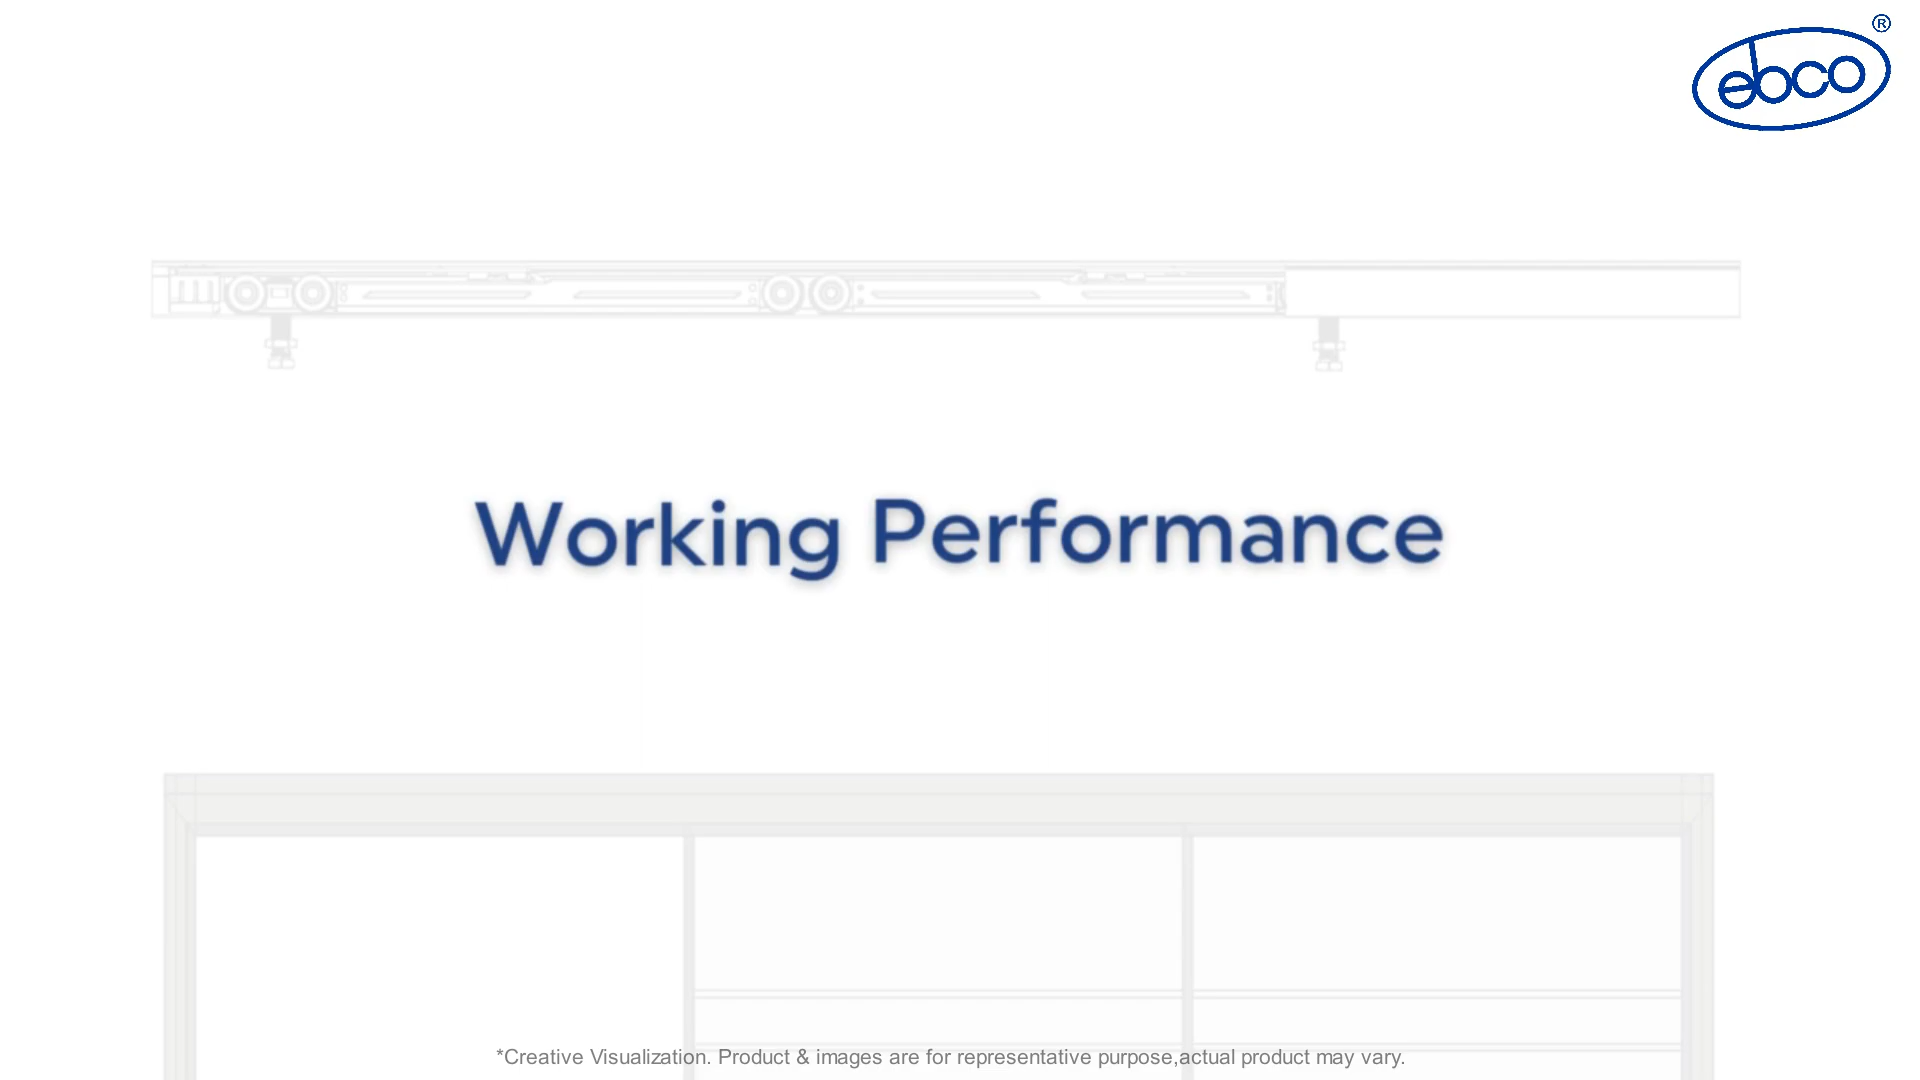 ebco®
Working Performance
*Creative Visualization. Product & images are for representative purpose,actual product may vary.